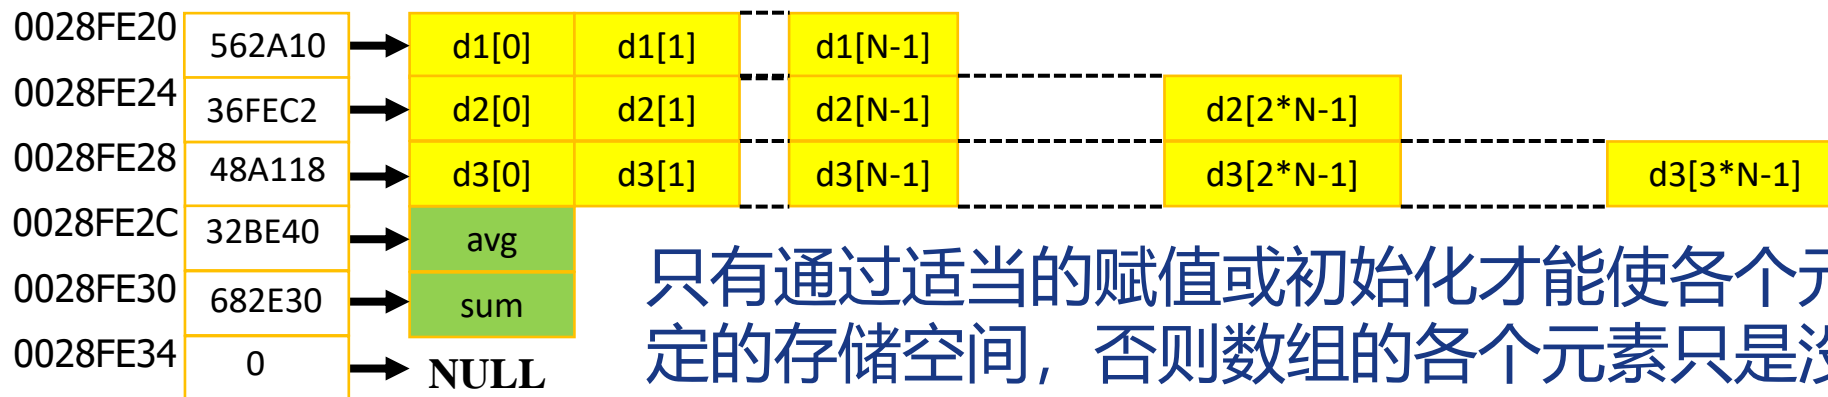 0028FE20 562A10 d1[0] d1[1] d1[N-1]
0028FE24 36FEC2 d2[0] d2[1] d2[N-1] d2[2*N-1]
0028FE28 48A118 d3[0] d3[1] d3[N-1] d3[2*N-1] d3[3*N-1]
0028FE2C 32BE40 avg
0028FE30 682E30 sum
0028FE34 0 NULL
只有通过适当的赋值或初始化才能使各个
定的存储空间，否则数组的各个元素只是